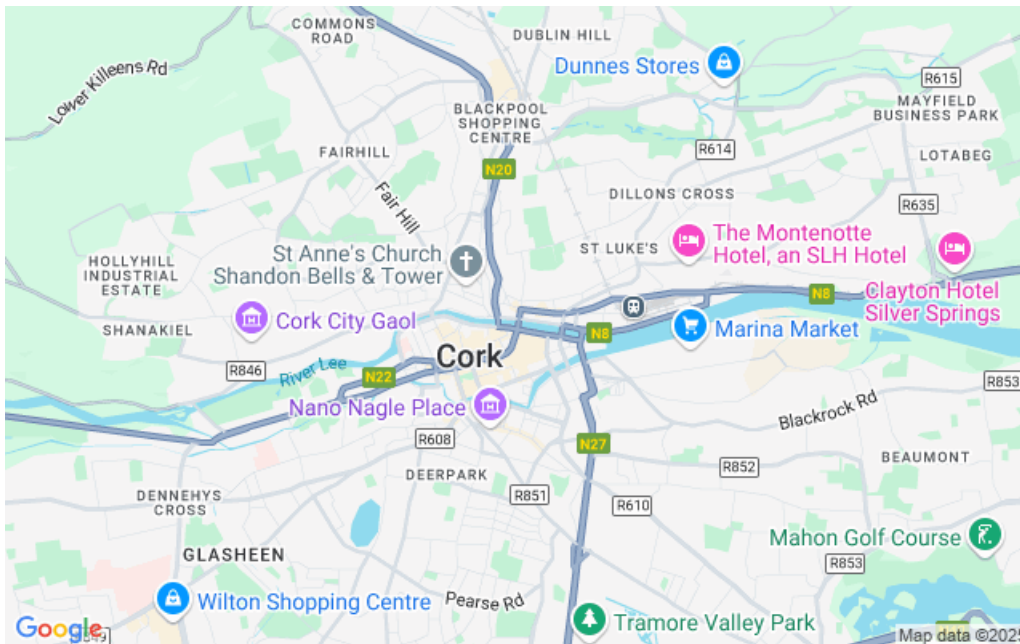 COMMONS
ROAD
DUBLIN HILL
Dunnes Stores
R615
Lower Killeens Rd
BLACKPOOL
SHOPPING
CENTRE
MAYFIELD
BUSINESS PARK
FAIRHILL
R614
LOTABEG
N20
Fair Hill
DILLONS CROSS
R635
St Anne's Church
Shandon Bells & Tower
ST LUKE'S
The Montenotte
Hotel, an SLH Hotel
HOLLYHILL
INDUSTRIAL
ESTATE
Clayton Hotel
Silver Springs
N8
Cork City Gaol
SHANAKIEL
N8
Marina Market
Cork
River Lee
R846
N22
R853
Nano Nagle Place
Blackrock Rd
R608
N27
R852
BEAUMONT
DEERPARK
DENNEHYS
CROSS
R851
R610
Mahon Golf Course
GLASHEEN
R853
Wilton Shopping Centre
Pearse Rd
Tramore Valley Park
Google
Map data ©202